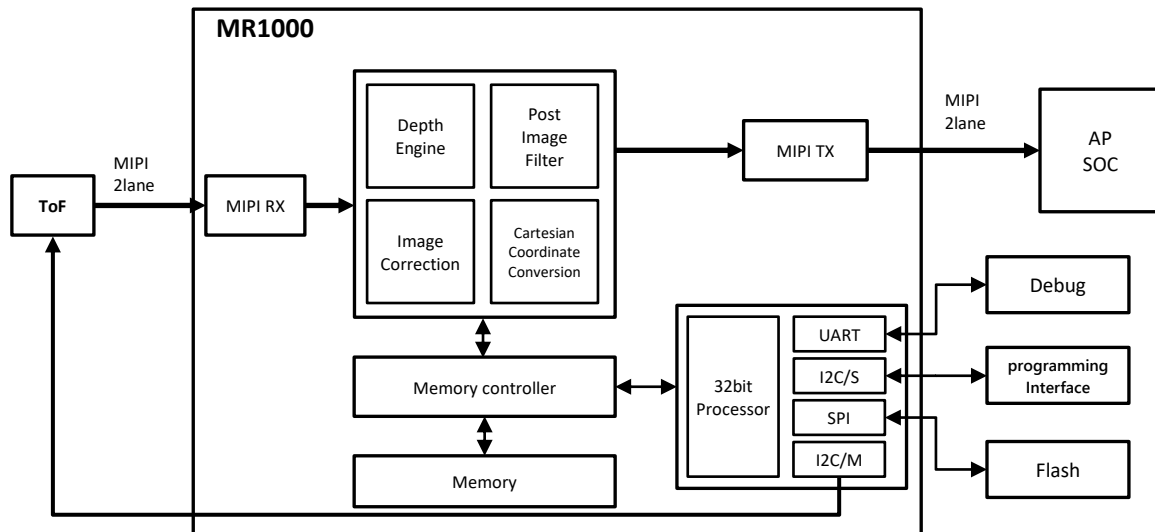 MR1000
Depth
Engine
Post
Image
Filter
Image
Correction
Cartesian
Coordinate
Conversion
MIPI
2lane
ToF
MIPI RX
MIPI TX
MIPI
2lane
AP
SOC
Memory controller
Memory
32bit
Processor
UART
I2C/S
SPI
I2C/M
Debug
programming
Interface
Flash